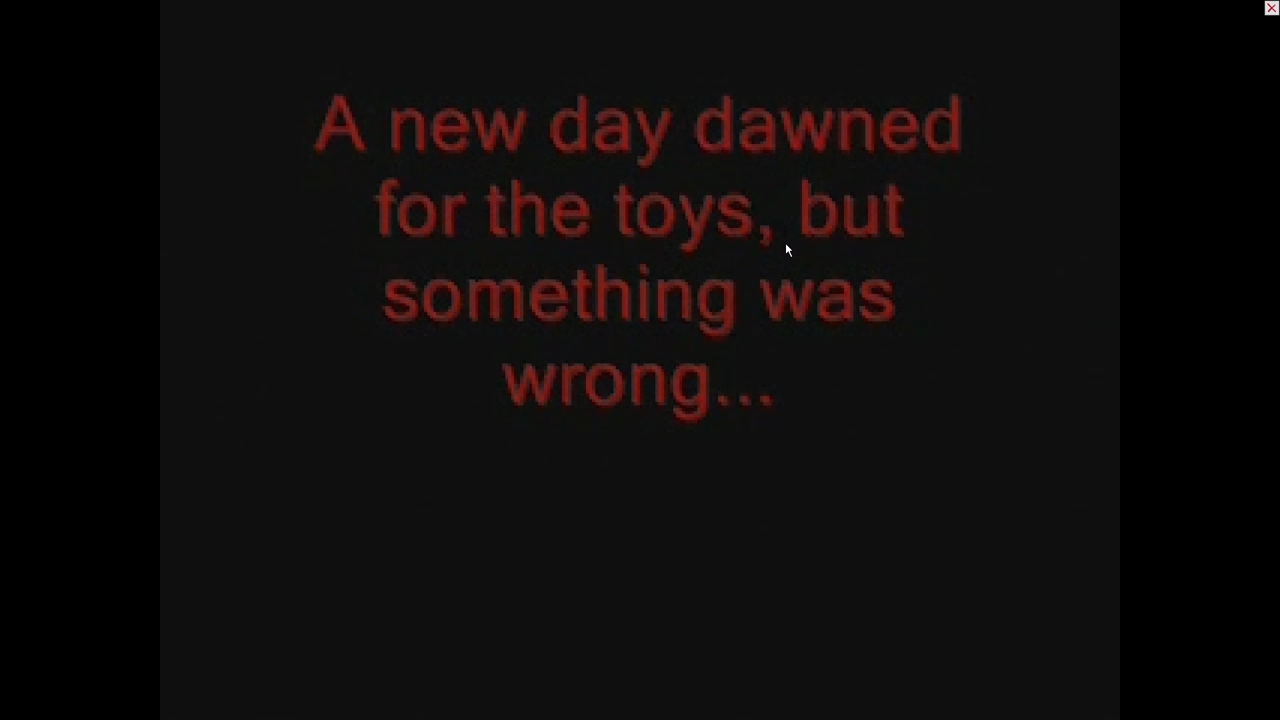 A new day dawned
for the toys, but
something was
wrong...